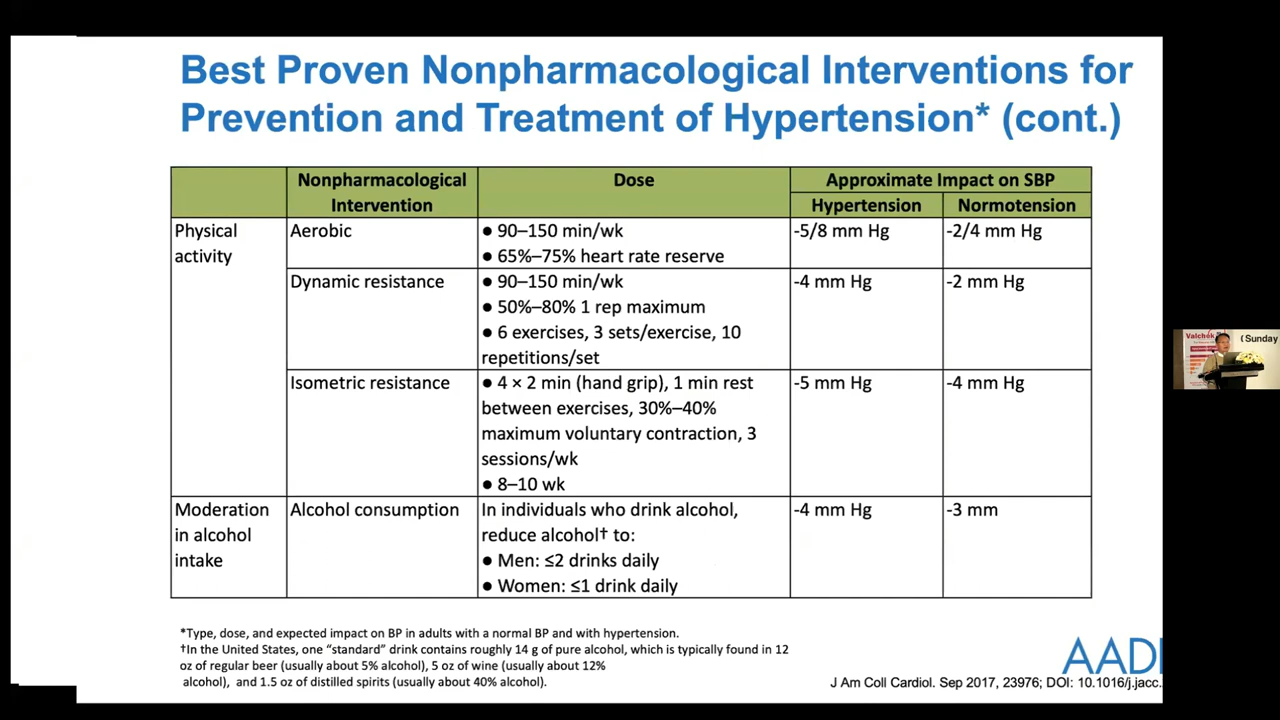 Best Proven Nonpharmacological Interventions for
Prevention and Treatment of Hypertension* (cont.)
Nonpharmacological
Intervention
Dose
Approximate Impact on SBP
Hypertension
Normotension
Physical
activity
Aerobic
● 90–150 min/wk
● 65%–75% heart rate reserve
-5/8 mm Hg
-2/4 mm Hg
Dynamic resistance
● 90–150 min/wk
● 50%–80% 1 rep maximum
● 6 exercises, 3 sets/exercise, 10
repetitions/set
-4 mm Hg
-2 mm Hg
Isometric resistance
● 4 × 2 min (hand grip), 1 min rest
between exercises, 30%–40%
maximum voluntary contraction, 3
sessions/wk
● 8–10 wk
-5 mm Hg
-4 mm Hg
Moderation
in alcohol
intake
Alcohol consumption
In individuals who drink alcohol,
reduce alcohol† to:
● Men: ≤2 drinks daily
● Women: ≤1 drink daily
-4 mm Hg
-3 mm
*Type, dose, and expected impact on BP in adults with a normal BP and with hypertension.
†In the United States, one “standard” drink contains roughly 14 g of pure alcohol, which is typically found in 12
oz of regular beer (usually about 5% alcohol), 5 oz of wine (usually about 12%
alcohol), and 1.5 oz of distilled spirits (usually about 40% alcohol).
AADI
J Am Coll Cardiol. Sep 2017, 23976; DOI: 10.1016/j.jacc.
Valchek
(Sunday